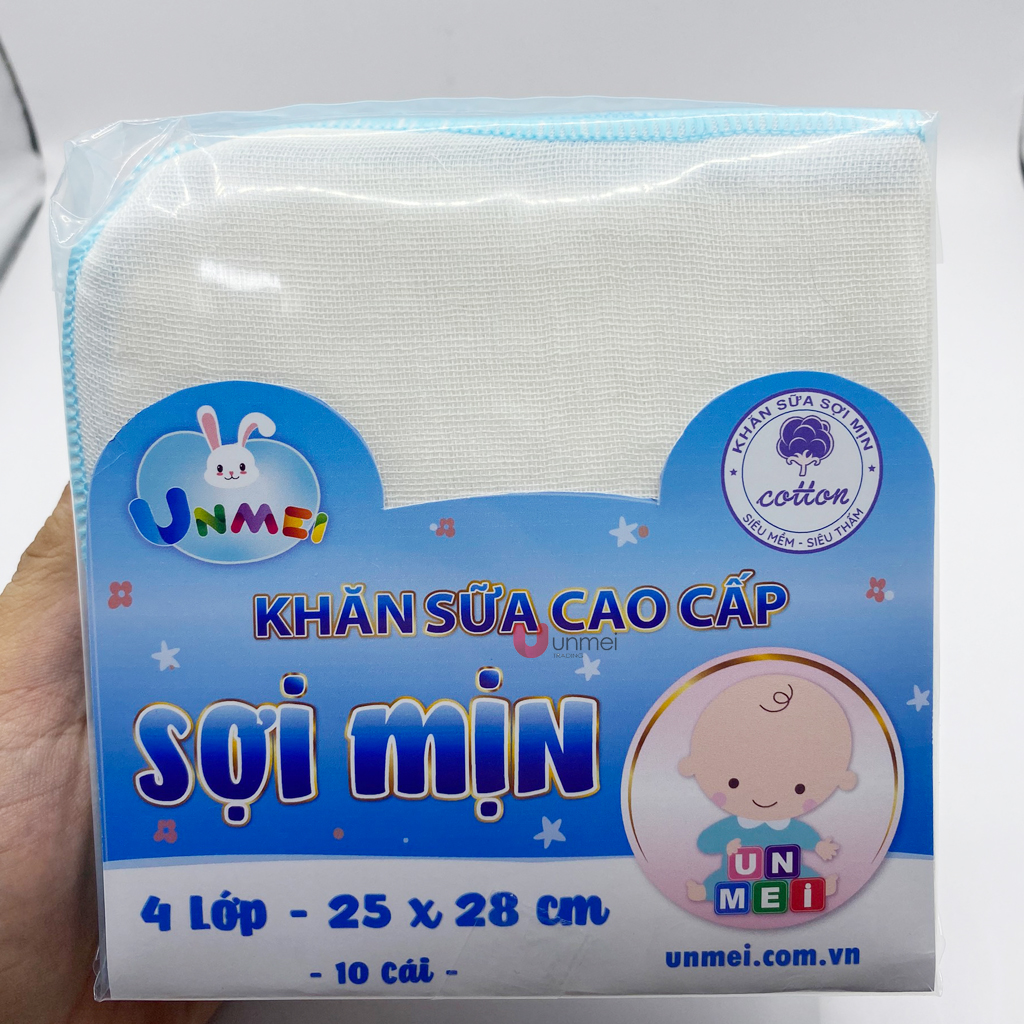 UNMEI
KHĂN SỮA SỢI MỊN
cotton
SIÊU MỀM - SIÊU THẤM
KHĂN SỮA CAO CẤP
unmei
TRADING
Sợi mịn
4 Lớp - 25 x 28 cm
- 10 cái -
UN
MEi
unmei.com.vn